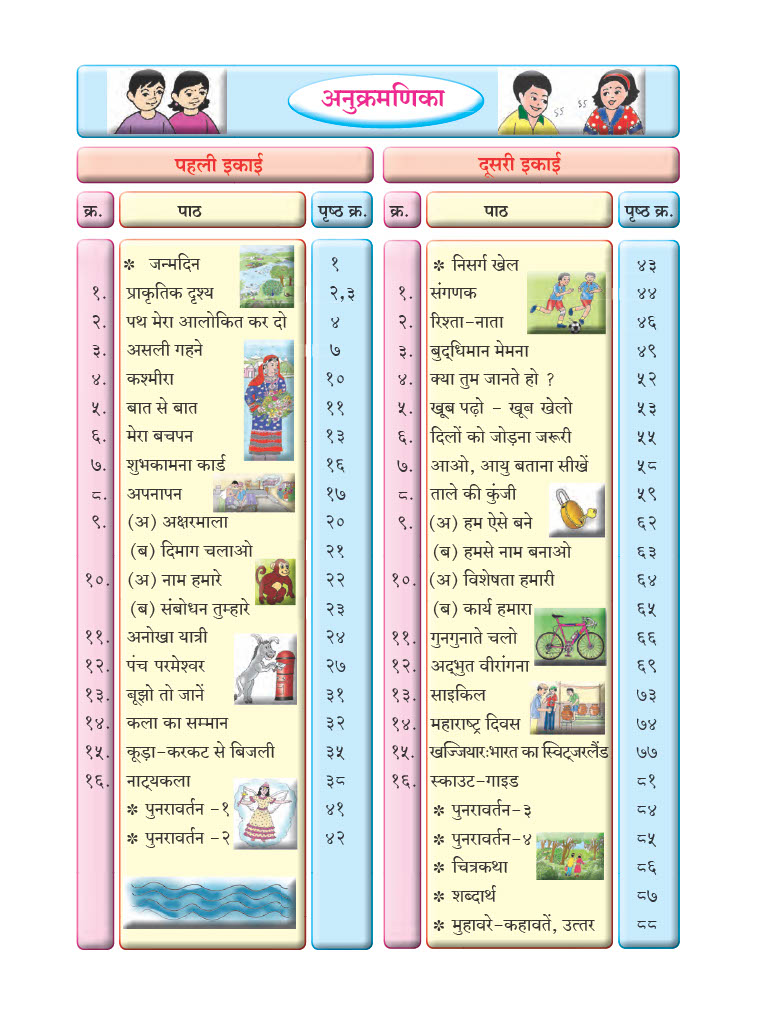 अनुक्रमणिका
पहली इकाई
क्र. पाठ पृष्ठ क्र.
* जन्मदिन १
१. प्राकृतिक दृश्य २,३
२. पथ मेरा आलोकित कर दो ४
३. असली गहने ७
४. कश्मीरा १०
५. बात से बात ११
६. मेरा बचपन १३
७. शुभकामना कार्ड १६
८. अपनापन १७
९. (अ) अक्षरमाला २०
(ब) दिमाग चलाओ २१
१०. (अ) नाम हमारे २२
(ब) संबोधन तुम्हारे २३
११. अनोखा यात्री २४
१२. पंच परमेश्वर २७
१३. बूझो तो जानें ३१
१४. कला का सम्मान ३२
१५. कूड़ा-करकट से बिजली ३५
१६. नाट्यकला ३८
* पुनरावर्तन -१ ४१
* पुनरावर्तन -२ ४२
दूसरी इकाई
क्र. पाठ पृष्ठ क्र.
* निसर्ग खेल ४३
१. संगणक ४४
२. रिश्ता-नाता ४६
३. बुद्धिमान मेमना ४९
४. क्या तुम जानते हो ? ५२
५. खूब पढ़ो - खूब खेलो ५३
६. दिलों को जोड़ना जरूरी ५५
७. आओ, आयु बताना सीखें ५८
८. ताले की कुंजी ५९
९. (अ) हम ऐसे बने ६२
(ब) हमसे नाम बनाओ ६३
१०. (अ) विशेषता हमारी ६४
(ब) कार्य हमारा ६५
११. गुनगुनाते चलो ६६
१२. अद्भुत वीरांगना ६९
१३. साइकिल ७३
१४. महाराष्ट्र दिवस ७४
१५. खज्जियारःभारत का स्विट्जरलैंड ७७
१६. स्काउट-गाइड ८१
* पुनरावर्तन-३ ८४
* पुनरावर्तन-४ ८५
* चित्रकथा ८६
* शब्दार्थ ८७
* मुहावरे-कहावतें, उत्तर ८८